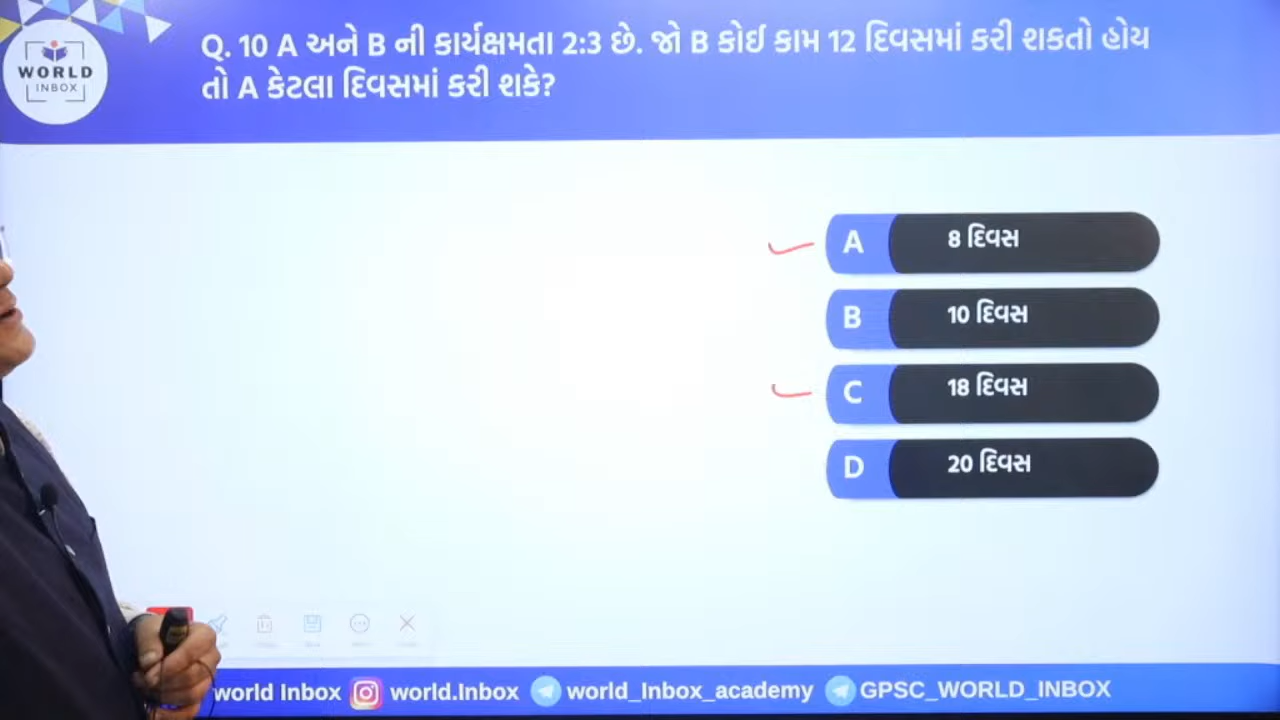 WORLD
INBOX
Q. 10 A અને B ની કાર્યક્ષમતા 2:3 છે. જો B કોઈ કામ 12 દિવસમાં કરી શકતો હોય
તો A કેટલા દિવસમાં કરી શકે?
A 8 દિવસ
B 10 દિવસ
C 18 દિવસ
D 20 દિવસ
world Inbox world.Inbox world_Inbox_academy GPSC_WORLD_INBOX